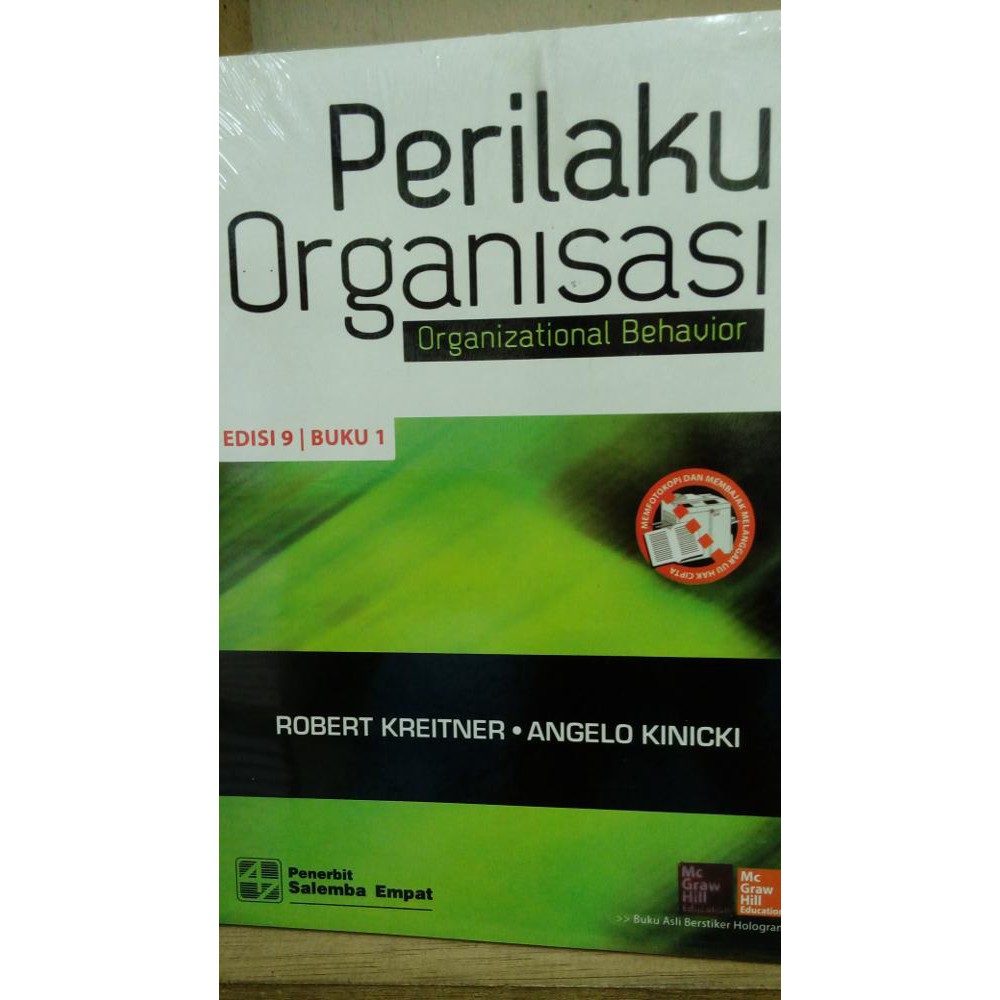 Perilaku
Organisasi
Organizational Behavior
EDISI 9 | BUKU 1
MEMFOTOKOPI DAN MEMBAJAK MELANGGAR UU HAK CIPTA
ROBERT KREITNER • ANGELO KINICKI
Penerbit
Salemba Empat
Mc
Graw
Hill
Education
Mc
Graw
Hill
Education
>> Buku Asli Berstiker Hologram